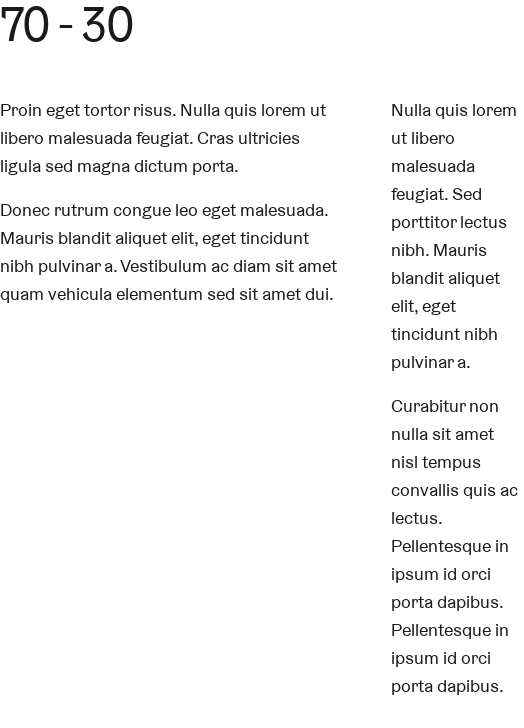 70 - 30
Proin eget tortor risus. Nulla quis lorem ut
libero malesuada feugiat. Cras ultricies
ligula sed magna dictum porta.
Donec rutrum congue leo eget malesuada.
Mauris blandit aliquet elit, eget tincidunt
nibh pulvinar a. Vestibulum ac diam sit amet
quam vehicula elementum sed sit amet dui.
Nulla quis lorem
ut libero
malesuada
feugiat. Sed
porttitor lectus
nibh. Mauris
blandit aliquet
elit, eget
tincidunt nibh
pulvinar a.
Curabitur non
nulla sit amet
nisl tempus
convallis quis ac
lectus.
Pellentesque in
ipsum id orci
porta dapibus.
Pellentesque in
ipsum id orci
porta dapibus.